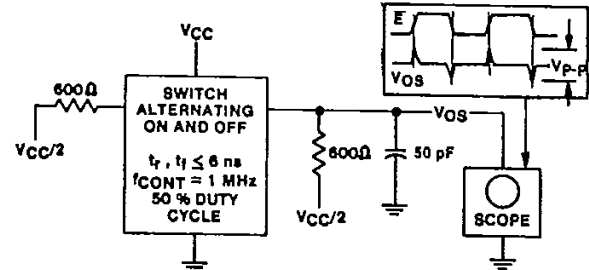 VCC
600Ω
VCC/2
SWITCH
ALTERNATING
ON AND OFF
tr , tf ≤ 6 ns
fCONT = 1 MHz
50 % DUTY
CYCLE
600Ω
VCC/2
50 pF
VOS
SCOPE
E̅
VOS
VP-P